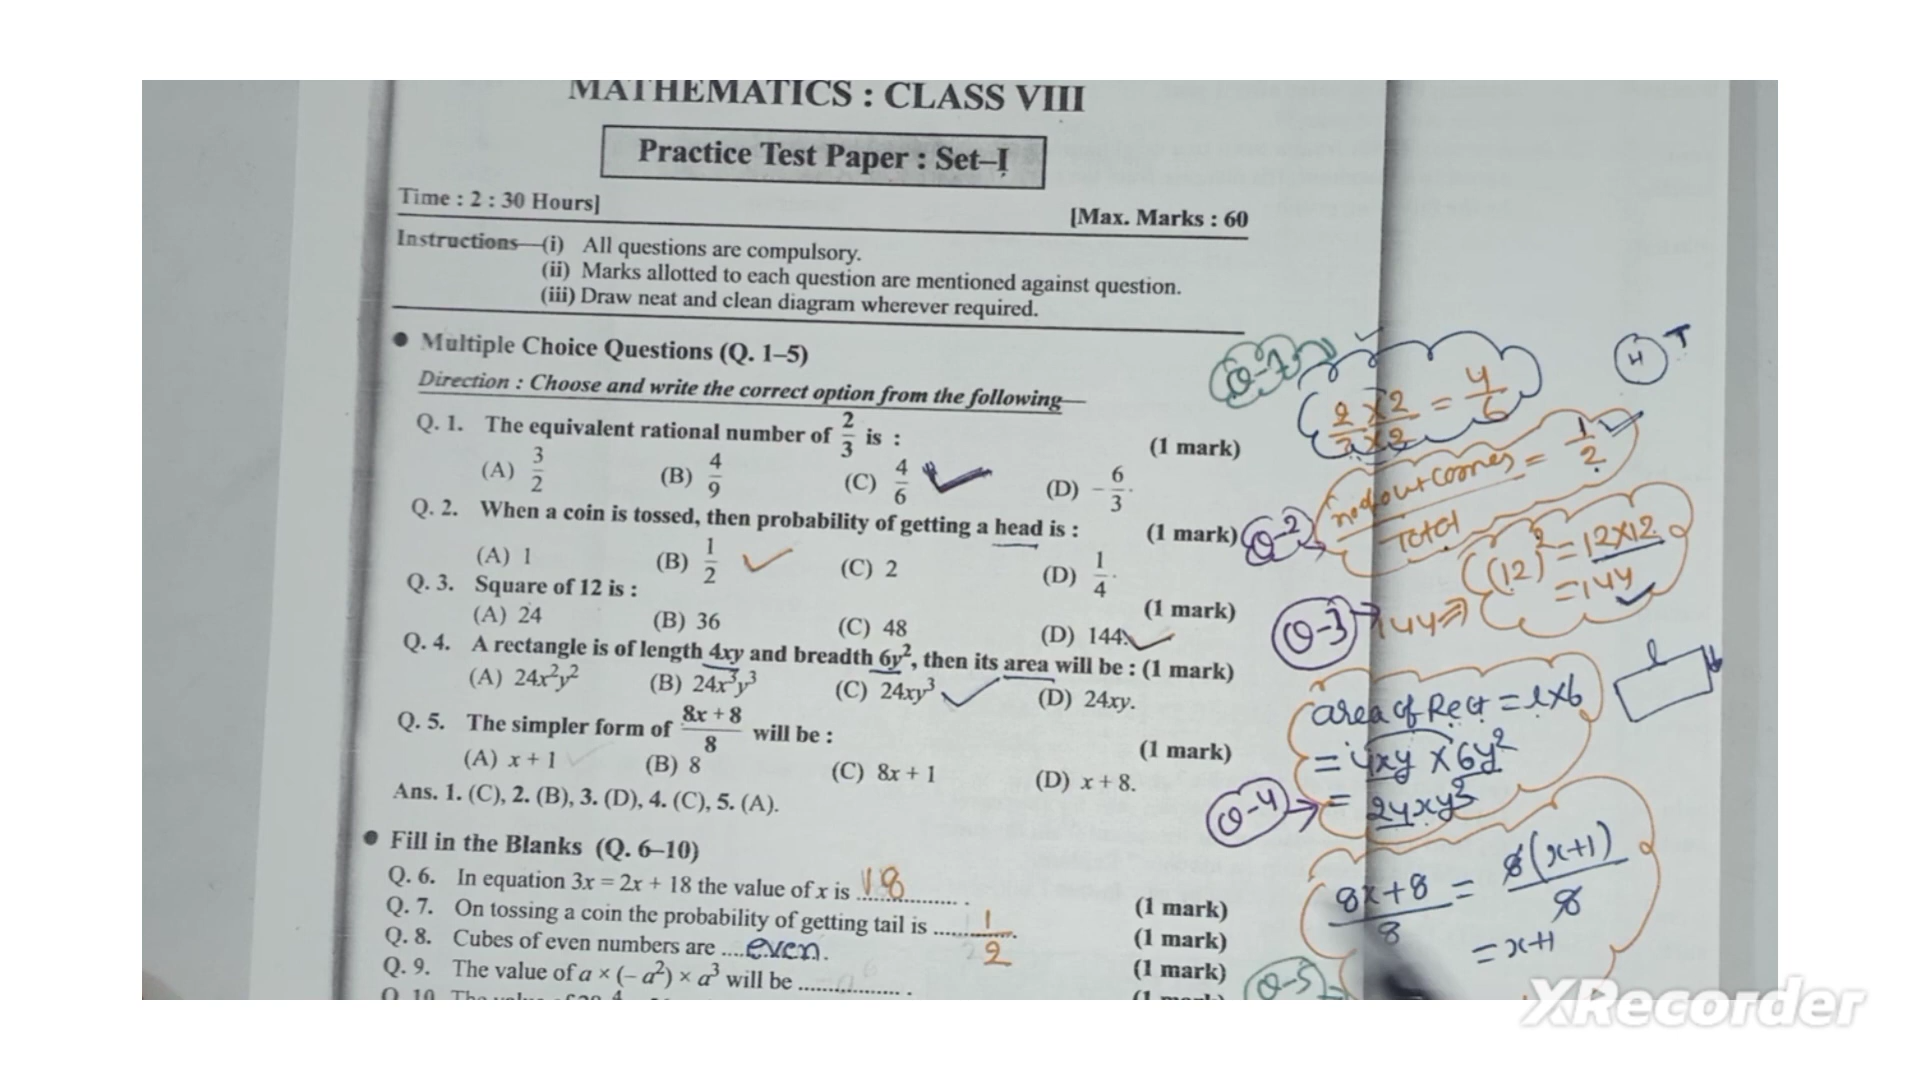 MATHEMATICS : CLASS VIII
Practice Test Paper : Set–I
Time : 2 : 30 Hours]
[Max. Marks : 60
Instructions—(i) All questions are compulsory.
(ii) Marks allotted to each question are mentioned against question.
(iii) Draw neat and clean diagram wherever required.
● Multiple Choice Questions (Q. 1–5)
Direction : Choose and write the correct option from the following—
Q. 1. The equivalent rational number of 2/3 is : (1 mark)
(A) 3/2 (B) 4/9 (C) 4/6 (D) – 6/3.
Q. 2. When a coin is tossed, then probability of getting a head is : (1 mark)
(A) 1 (B) 1/2 (C) 2 (D) 1/4.
Q. 3. Square of 12 is : (1 mark)
(A) 24 (B) 36 (C) 48 (D) 144.
Q. 4. A rectangle is of length 4xy and breadth 6y², then its area will be : (1 mark)
(A) 24x²y² (B) 24x³y³ (C) 24xy³ (D) 24xy.
Q. 5. The simpler form of 8x + 8/8 will be : (1 mark)
(A) x + 1 (B) 8 (C) 8x + 1 (D) x + 8.
Ans. 1. (C), 2. (B), 3. (D), 4. (C), 5. (A).
● Fill in the Blanks (Q. 6–10)
Q. 6. In equation 3x = 2x + 18 the value of x is 18 . (1 mark)
Q. 7. On tossing a coin the probability of getting tail is 1/2 . (1 mark)
Q. 8. Cubes of even numbers are ....even. (1 mark)
Q. 9. The value of a × (– a²) × a³ will be .................. . (1 mark)
Q. 10. The value of
Q-1
2×2/3×2 = 4/6
H T
Q-2
outcomes/Total = 1/2
Q-3
144
(12)² = 12×12
= 144
l
area of Rect = l×b
= 4xy × 6y²
Q-4
= 24xy³
8x+8/8 = 8(x+1)/8
= x+1
Q-5
XRecorder